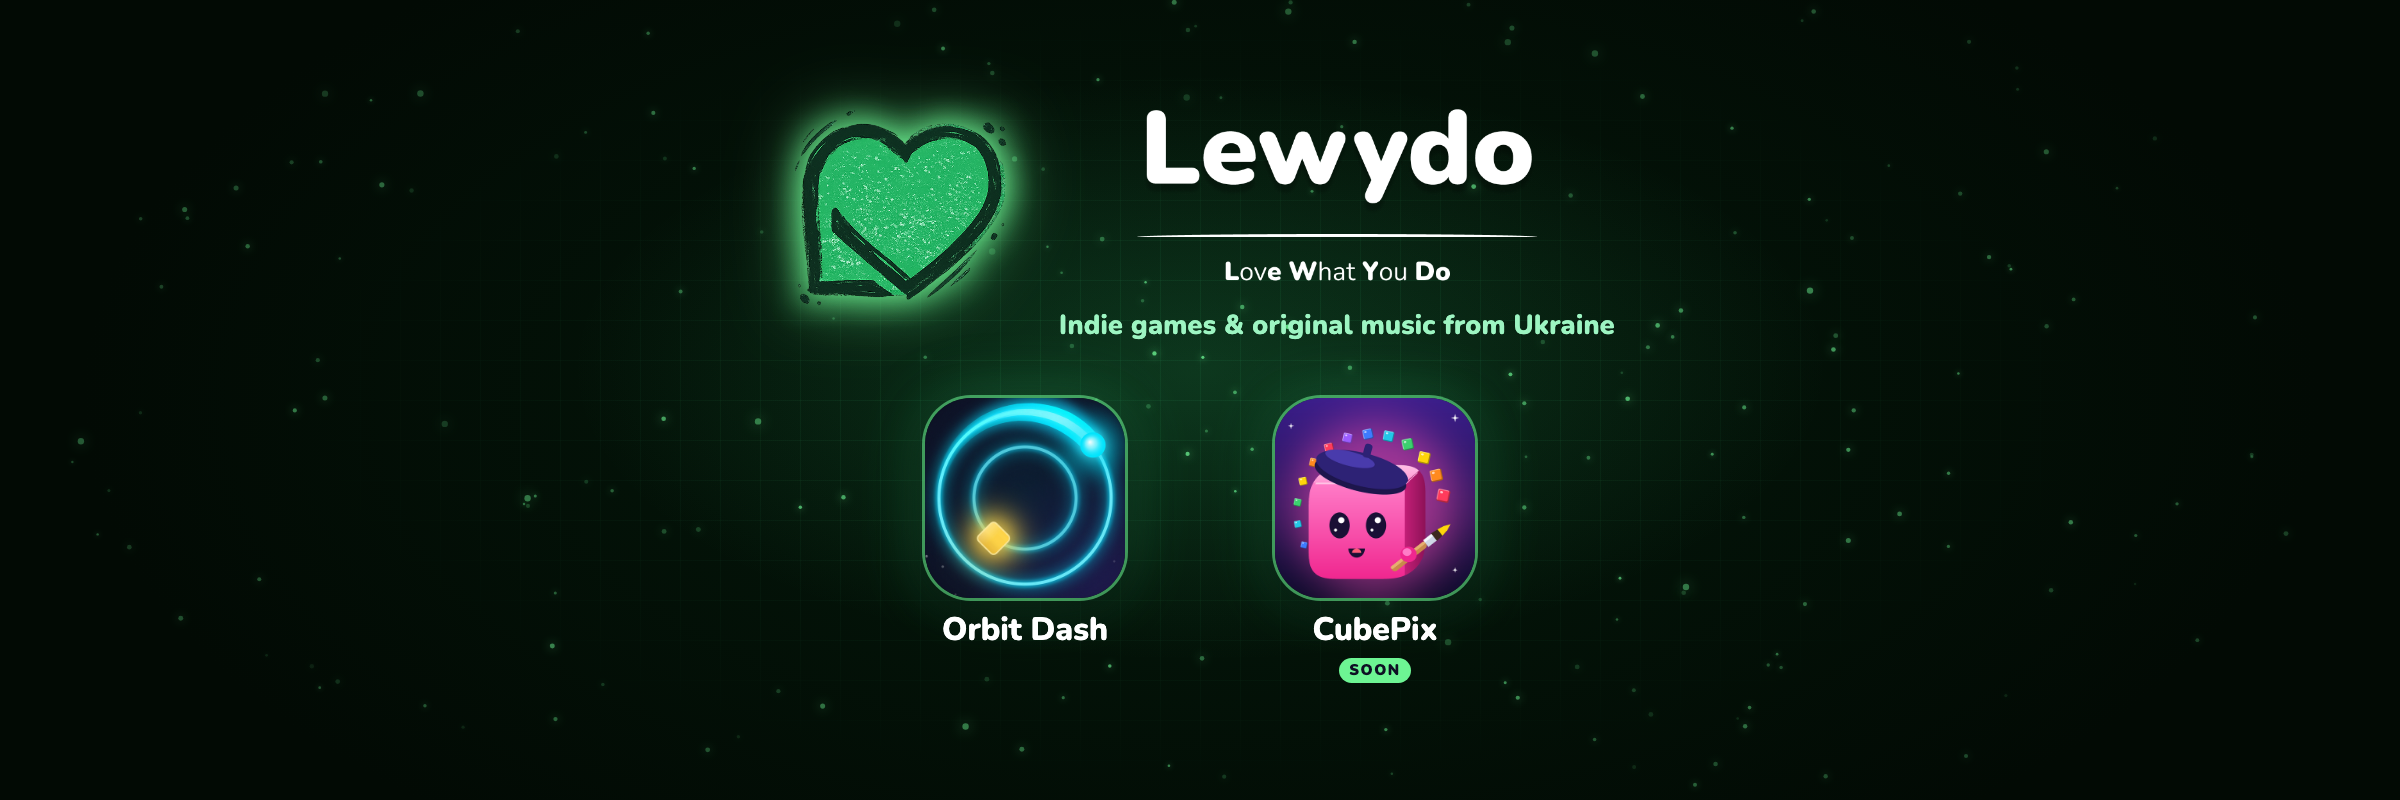 Lewydo
Love What You Do
Indie games & original music from Ukraine
Orbit Dash
CubePix
SOON